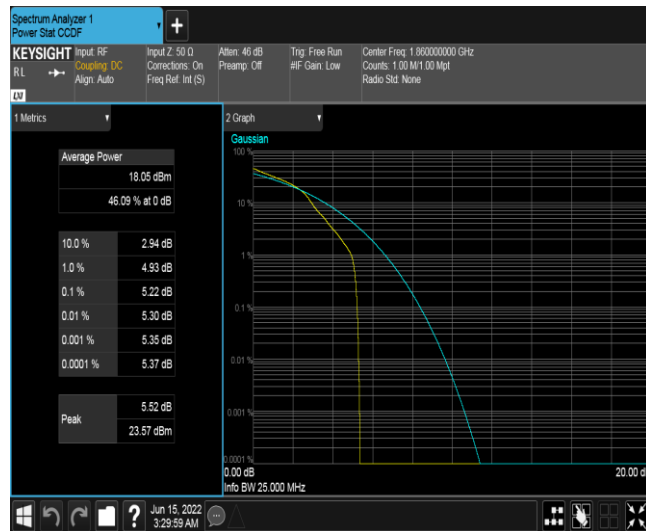 Spectrum Analyzer 1
Power Stat CCDF
KEYSIGHT
RL
LXI
Input: RF
Coupling: DC
Align: Auto
Input Z: 50 Ω
Corrections: On
Freq Ref: Int (S)
Atten: 46 dB
Preamp: Off
Trig: Free Run
#IF Gain: Low
Center Freq: 1.860000000 GHz
Counts: 1.00 M/1.00 Mpt
Radio Std: None
1 Metrics
Average Power
18.05 dBm
46.09 % at 0 dB
10.0 % 2.94 dB
1.0 % 4.93 dB
0.1 % 5.22 dB
0.01 % 5.30 dB
0.001 % 5.35 dB
0.0001 % 5.37 dB
Peak
5.52 dB
23.57 dBm
2 Graph
Gaussian
100 %
10 %
1 %
0.1 %
0.01 %
0.001 %
0.0001 %
0.00 dB
20.00 d
Info BW 25.000 MHz
?
Jun 15, 2022
3:29:59 AM